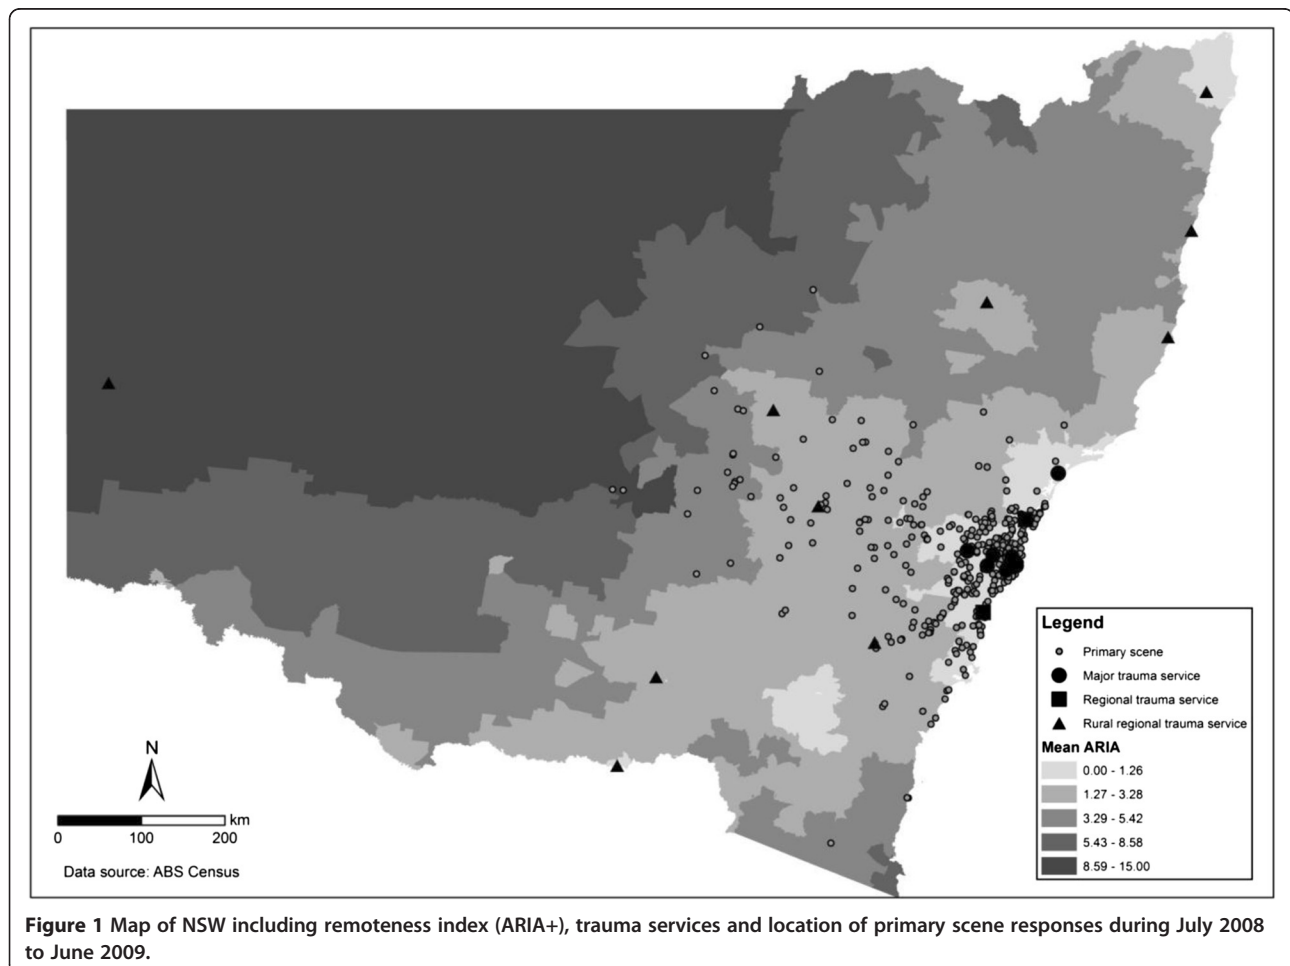 N
0 100 200 km
Data source: ABS Census
Legend
Primary scene
Major trauma service
Regional trauma service
Rural regional trauma service
Mean ARIA
0.00 - 1.26
1.27 - 3.28
3.29 - 5.42
5.43 - 8.58
8.59 - 15.00
Figure 1 Map of NSW including remoteness index (ARIA+), trauma services and location of primary scene responses during July 2008
to June 2009.